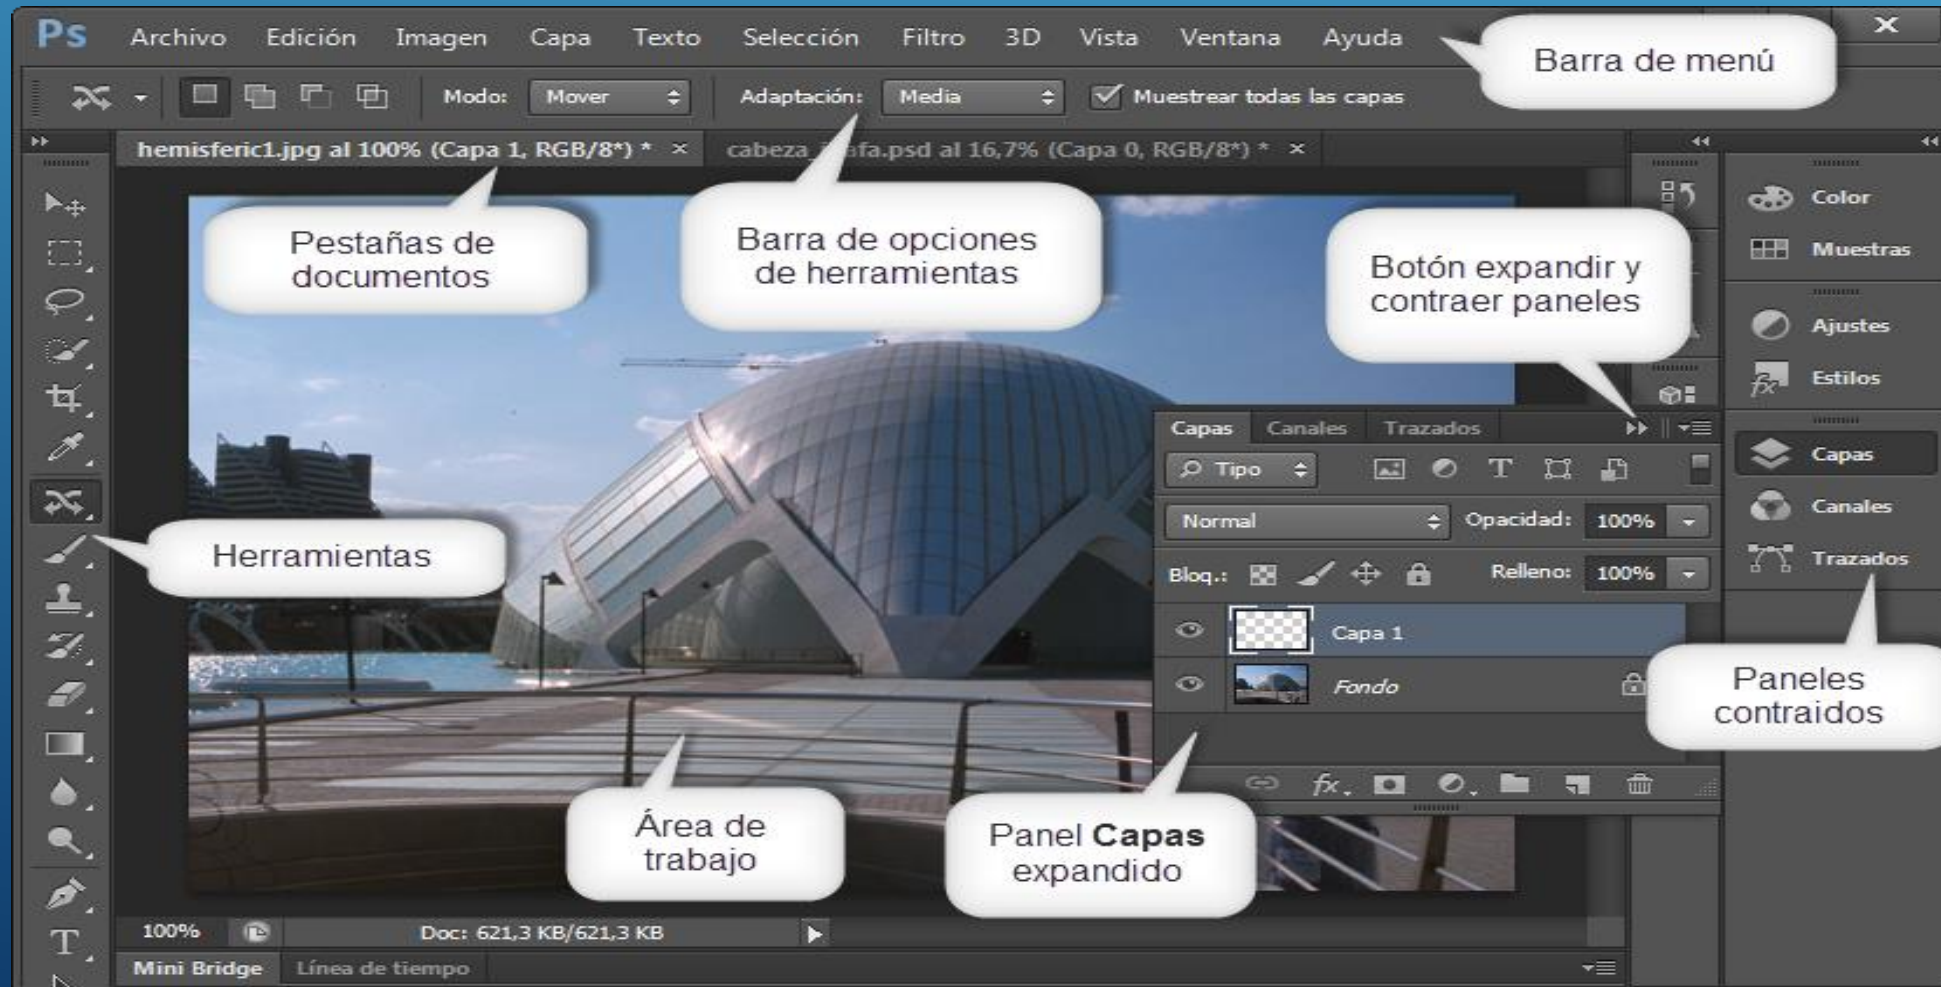 Ps Archivo Edición Imagen Capa Texto Selección Filtro 3D Vista Ventana Ayuda
Barra de menú
Modo: Mover Adaptación: Media Muestrear todas las capas
hemisferic1.jpg al 100% (Capa 1, RGB/8*) * × al 16,7% (Capa 0, RGB/8*) * ×
Pestañas de
documentos
Barra de opciones
de herramientas
Botón expandir y
contraer paneles
Color
Muestras
Ajustes
Estilos
Capas
Canales
Trazados
Capas Canales Trazados
Tipo
Normal Opacidad: 100%
Bloq.: Relleno: 100%
Capa 1
Fondo
Herramientas
Paneles
contraidos
Área de
trabajo
Panel Capas
expandido
100% Doc: 621,3 KB/621,3 KB
Mini Bridge Línea de tiempo